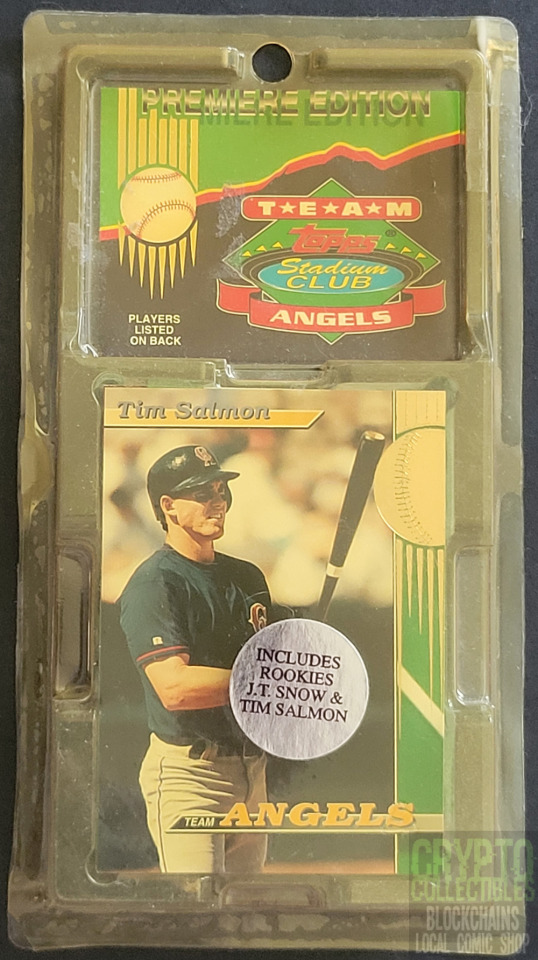 PREMIERE EDITION
T★E★A★M
Topps®
Stadium
CLUB
ANGELS
PLAYERS
LISTED
ON BACK
Tim Salmon
INCLUDES
ROOKIES
J.T. SNOW &
TIM SALMON
TEAM ANGELS
CRYPTO
COLLECTIBLES
BLOCKCHAINS
LOCAL COMIC SHOP